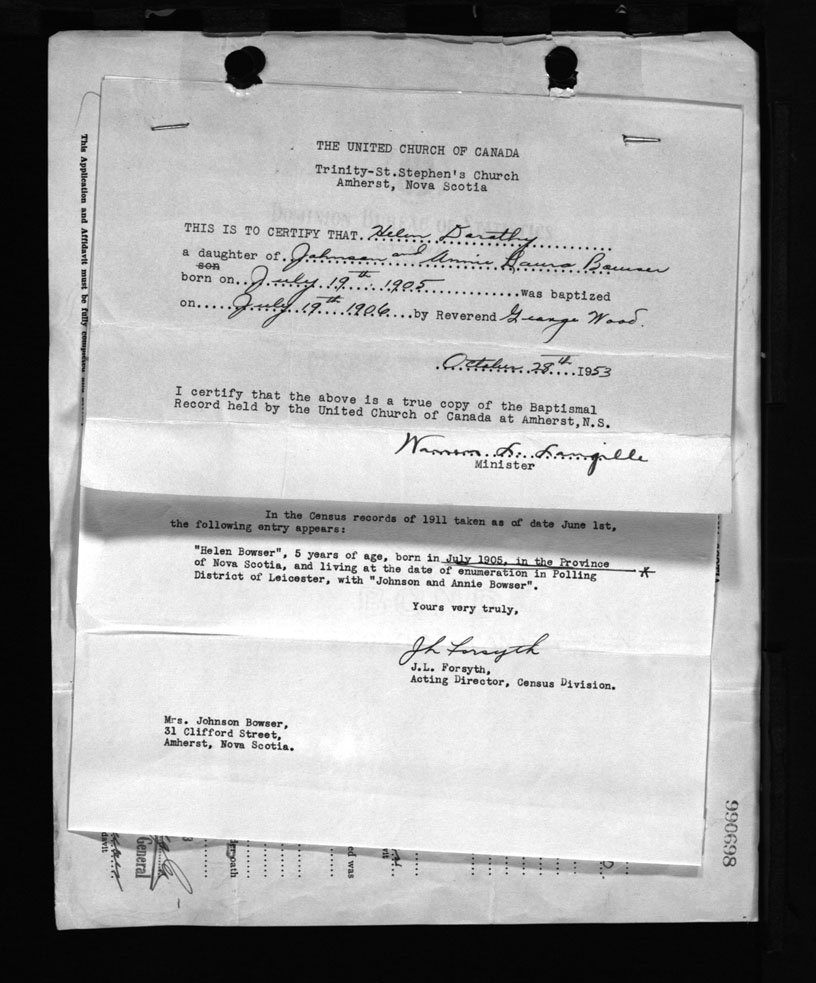 THE UNITED CHURCH OF CANADA
Trinity-St.Stephen's Church
Amherst, Nova Scotia
THIS IS TO CERTIFY THAT. Helen Dorothy
a daughter of. Johnson and Annie Laura Bowser
son
born on.. July 19th 1905 was baptized
on..... July 19th 1906 ....by Reverend George Wood.
October 28th 1953
I certify that the above is a true copy of the Baptismal
Record held by the United Church of Canada at Amherst,N.S.
Langille
Minister
In the Census records of 1911 taken as of date June 1st,
the following entry appears:
"Helen Bowser", 5 years of age, born in July 1905, in the Province
of Nova Scotia, and living at the date of enumeration in Polling
District of Leicester, with "Johnson and Annie Bowser".
Yours very truly,
J L Forsyth
J.L. Forsyth,
Acting Director, Census Division.
Mrs. Johnson Bowser,
31 Clifford Street,
Amherst, Nova Scotia.
This Application and Affidavit must be fully completed
990698
General
ed was